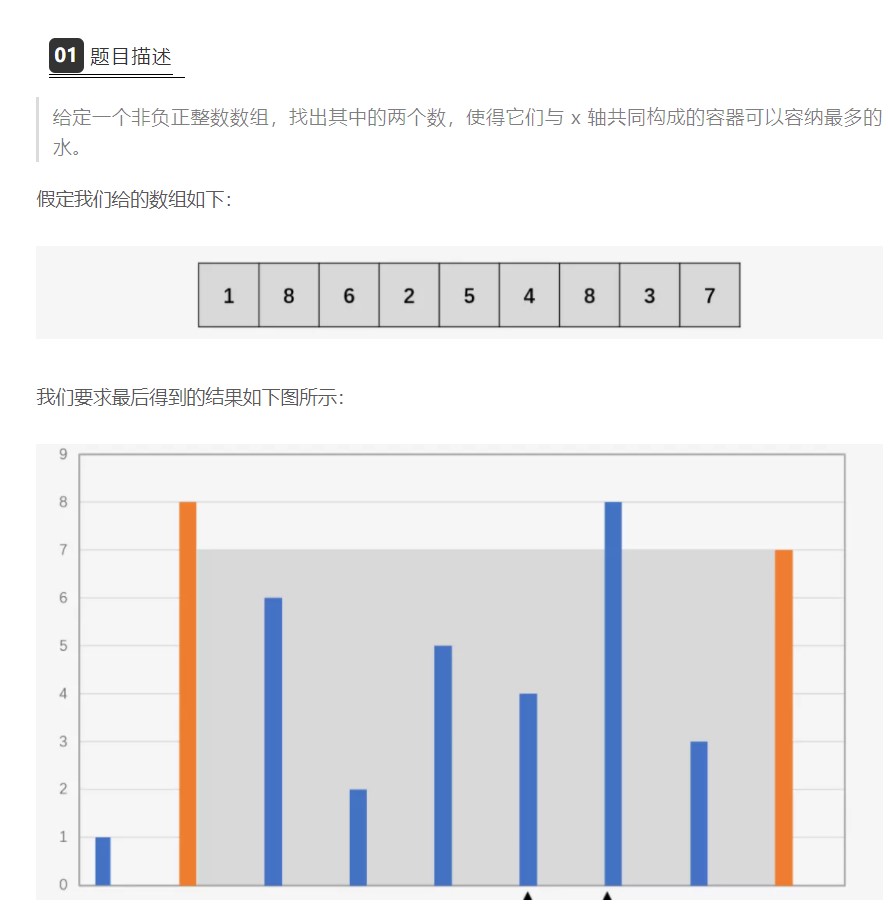 01 题目描述
给定一个非负正整数数组，找出其中的两个数，使得它们与 x 轴共同构成的容器可以容纳最多的
水。
假定我们给的数组如下：
1 8 6 2 5 4 8 3 7
我们要求最后得到的结果如下图所示：
9
8
7
6
5
4
3
2
1
0